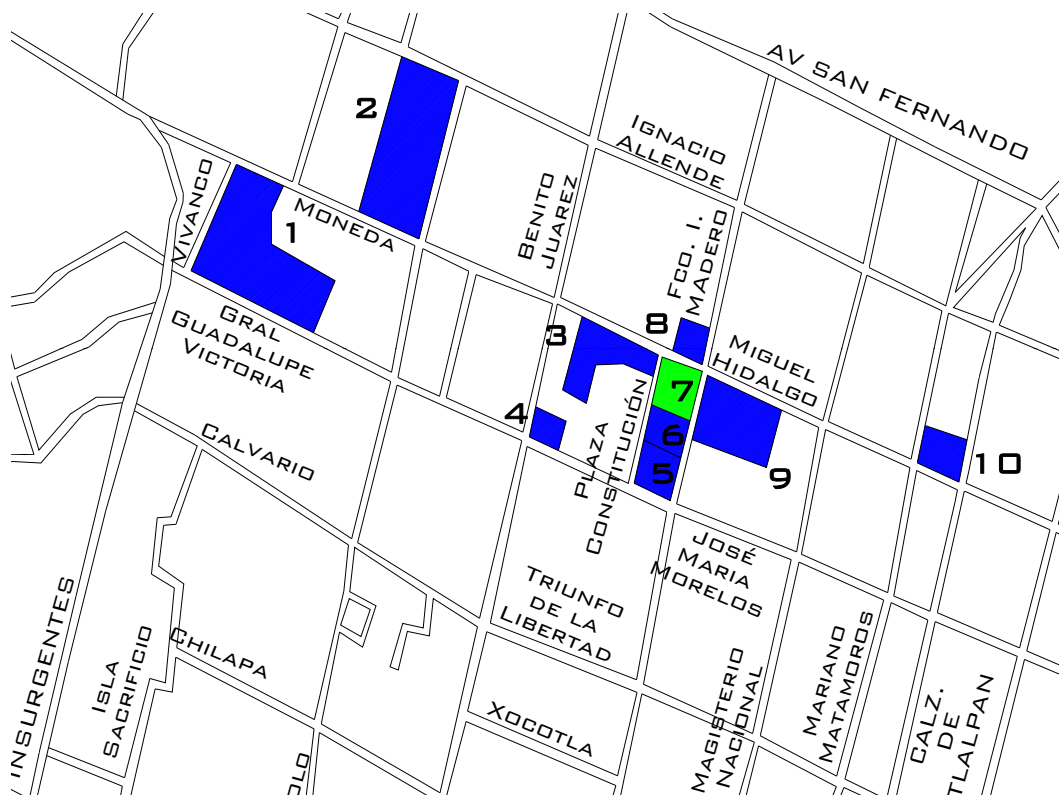 AV SAN FERNANDO
2
IGNACIO
ALLENDE
VIVANCO
MONEDA
1
BENITO
JUAREZ
FCO. I.
MADERO
GRAL
GUADALUPE
VICTORIA
3
8
MIGUEL
HIDALGO
7
4
PLAZA
CONSTITUCIÓN
6
5
9
10
CALVARIO
JOSÉ
MARIA
MORELOS
TRIUNFO
DE LA
LIBERTAD
INSURGENTES
ISLA
SACRIFICIO
CHILAPA
XOCOTLA
MAGISTERIO
NACIONAL
MARIANO
MATAMOROS
CALZ.
DE
TLALPAN
OLO